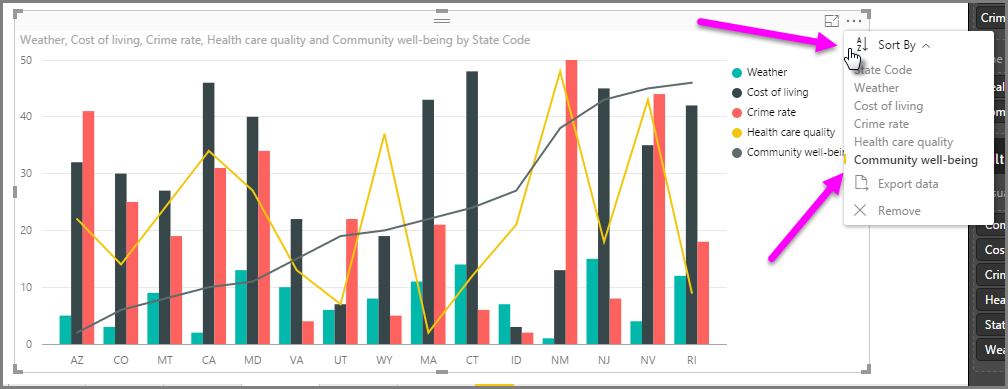 Weather, Cost of living, Crime rate, Health care quality and Community well-being by State Code
50
40
30
20
10
0
AZ CO MT CA MD VA UT WY MA CT ID NM NJ NV RI
Weather
Cost of living
Crime rate
Health care quality
Community well-bein
A
Z
Sort By
State Code
Weather
Cost of living
Crime rate
Health care quality
Community well-being
Export data
Remove
Crime
Com
Cos
Crim
Hea
Stat
Wea